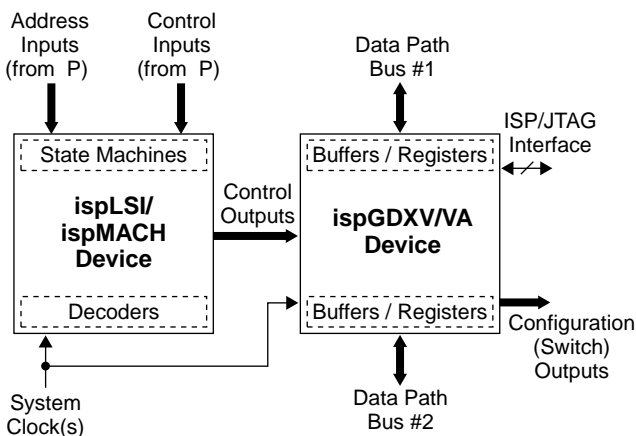 Address
Inputs
(from P)
Control
Inputs
(from P)
Data Path
Bus #1
State Machines
ispLSI/
ispMACH
Device
Decoders
Control
Outputs
Buffers / Registers
ispGDXV/VA
Device
Buffers / Registers
ISP/JTAG
Interface
Configuration
(Switch)
Outputs
System
Clock(s)
Data Path
Bus #2